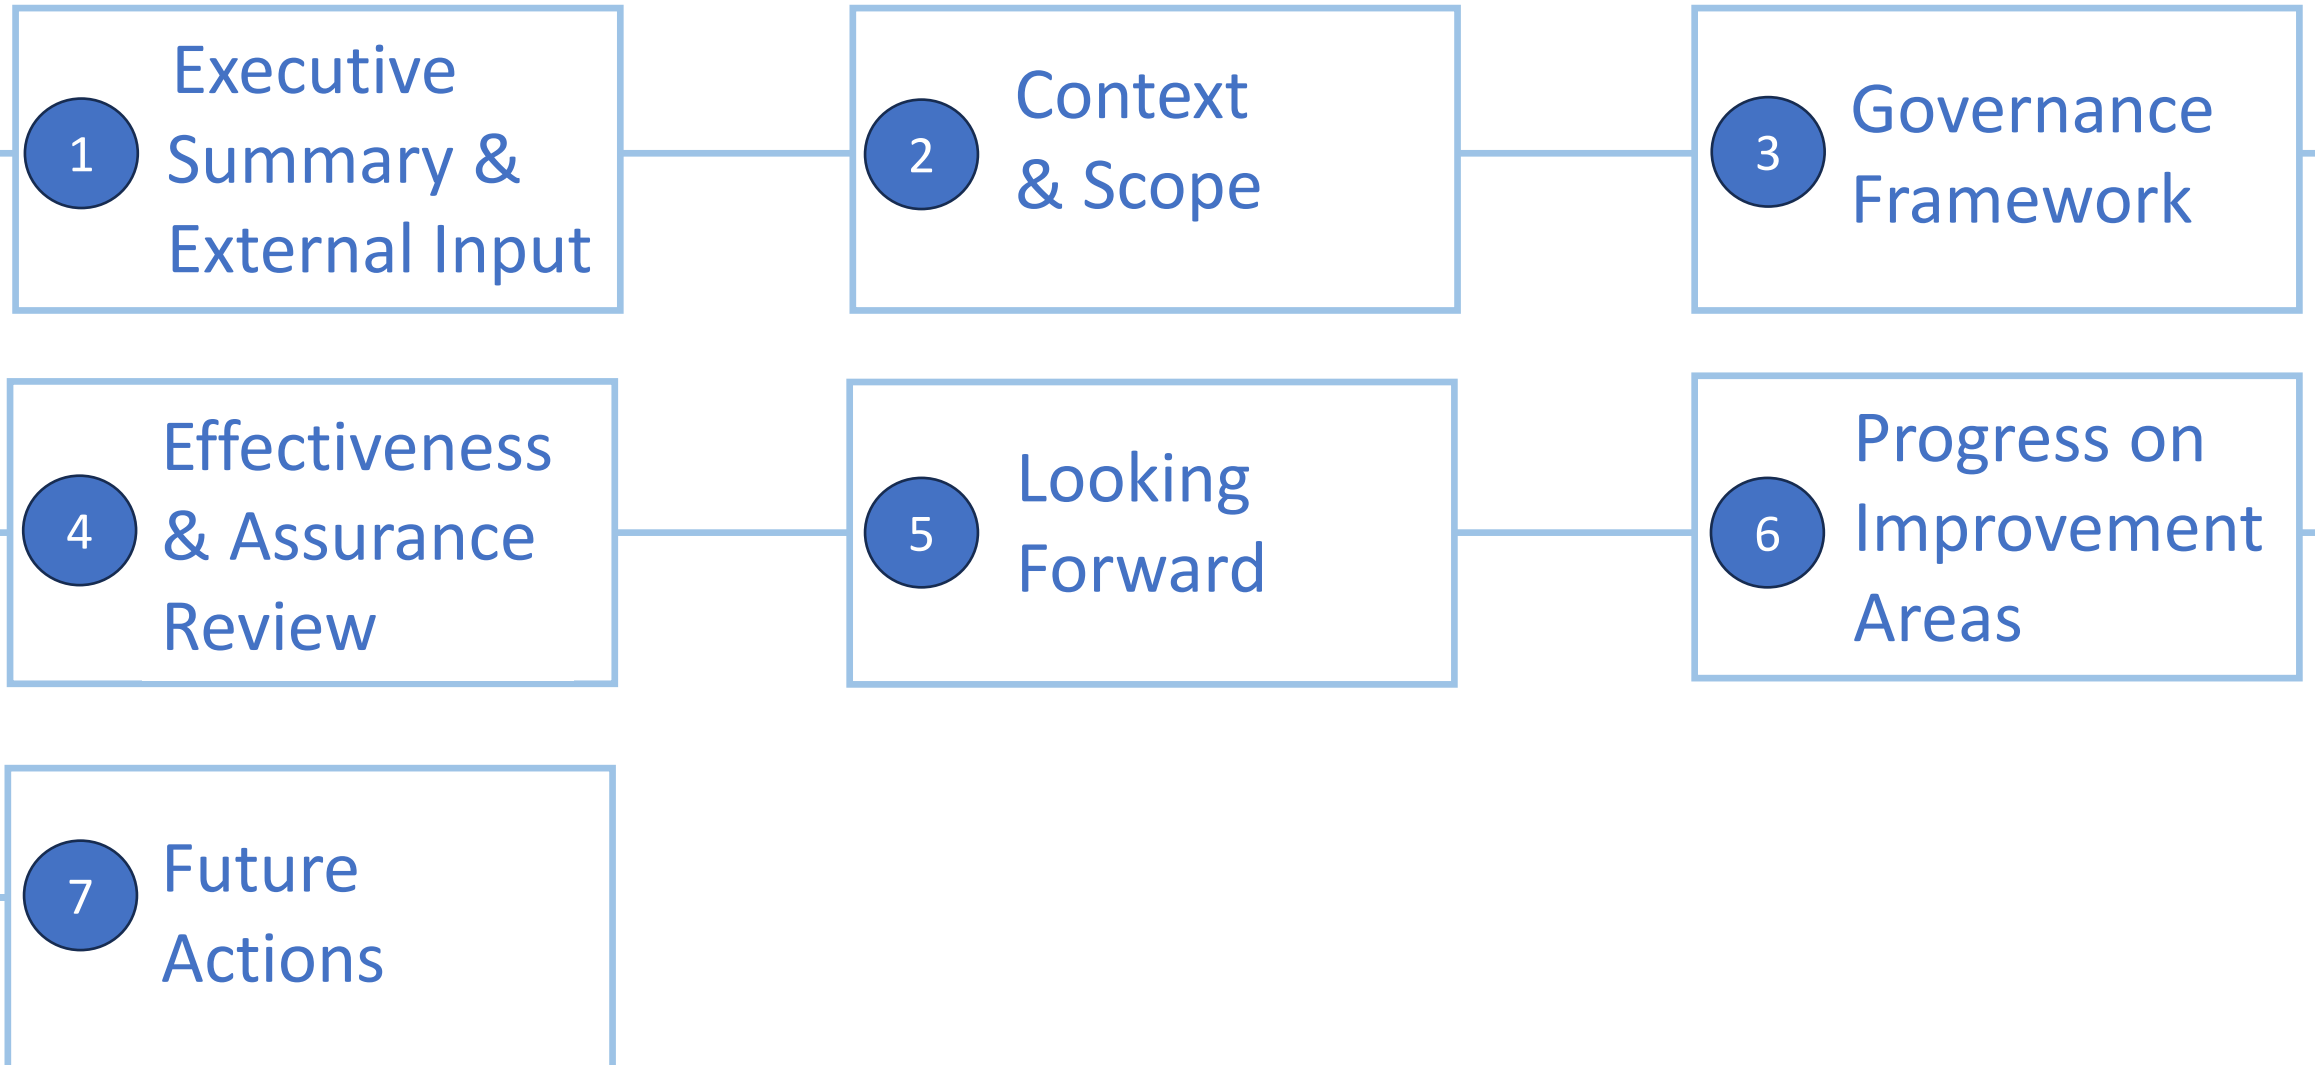 1
Executive
Summary &
External Input
2
Context
& Scope
3
Governance
Framework
4
Effectiveness
& Assurance
Review
5
Looking
Forward
6
Progress on
Improvement
Areas
7
Future
Actions